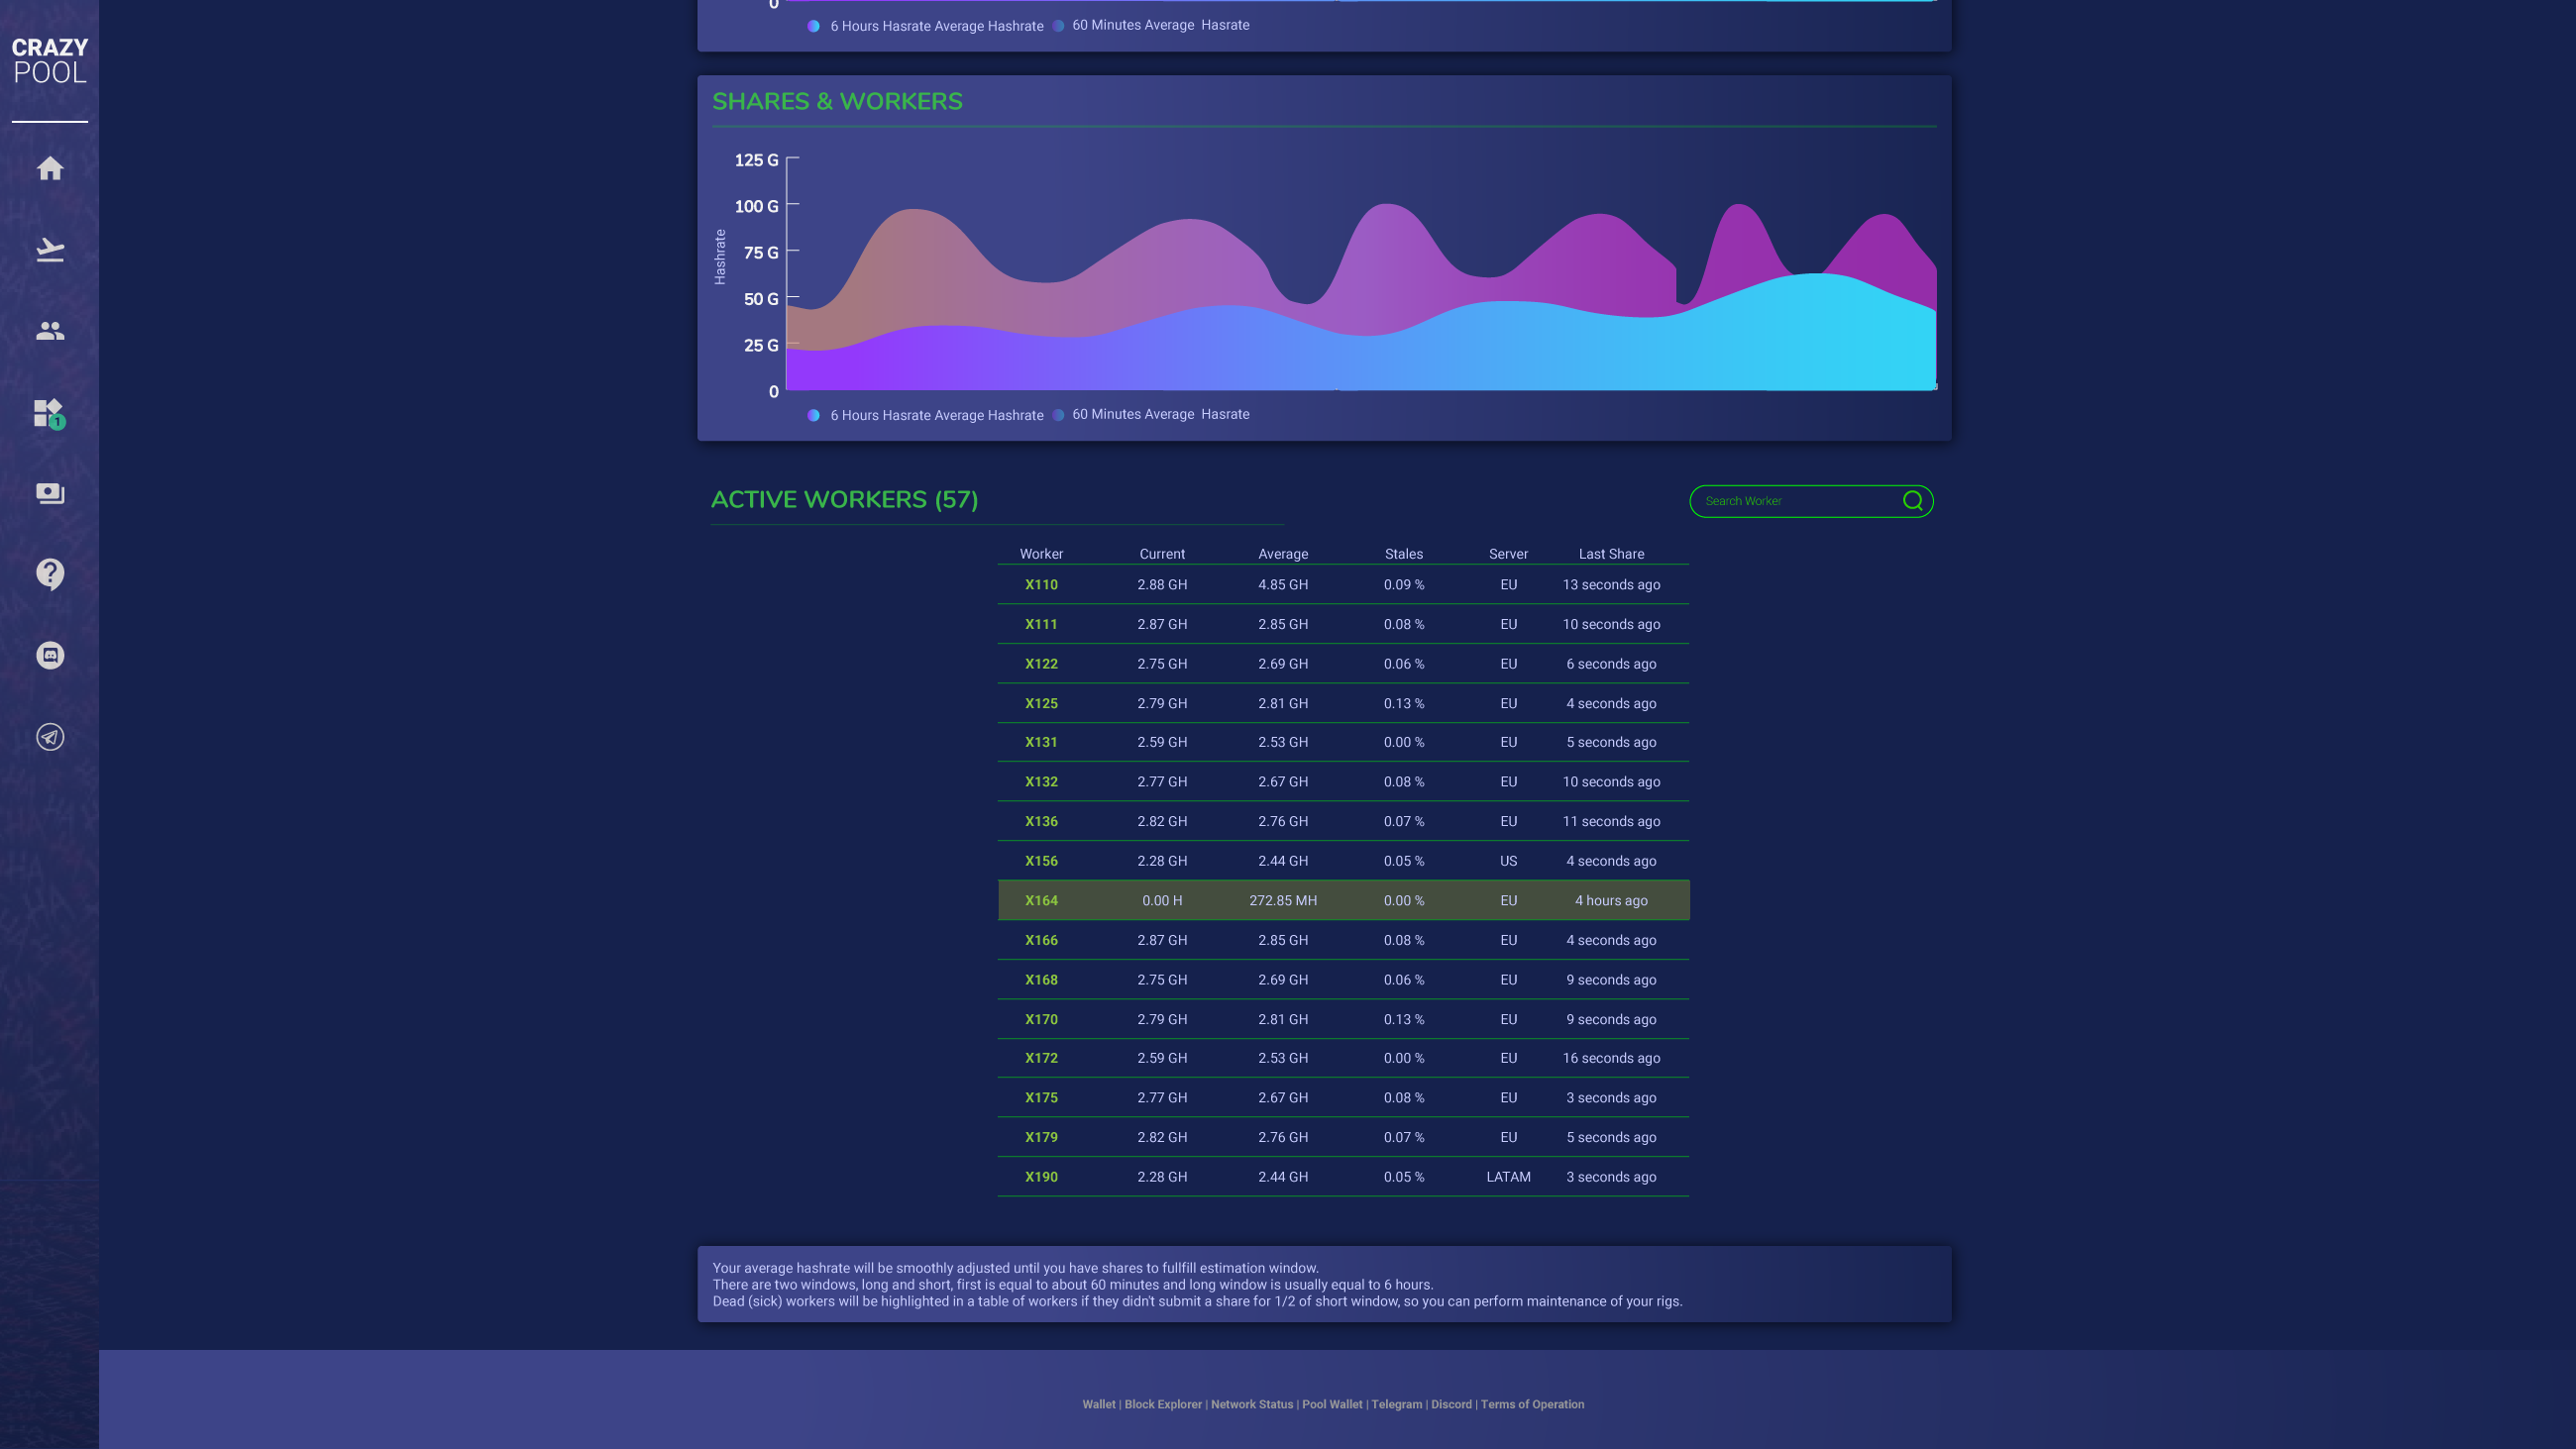 CRAZY
POOL
1
0
6 Hours Hasrate Average Hashrate 60 Minutes Average Hasrate
SHARES & WORKERS
125 G
100 G
75 G
50 G
25 G
0
Hashrate
6 Hours Hasrate Average Hashrate 60 Minutes Average Hasrate
ACTIVE WORKERS (57)
Search Worker
Worker Current Average Stales Server Last Share
X110 2.88 GH 4.85 GH 0.09 % EU 13 seconds ago
X111 2.87 GH 2.85 GH 0.08 % EU 10 seconds ago
X122 2.75 GH 2.69 GH 0.06 % EU 6 seconds ago
X125 2.79 GH 2.81 GH 0.13 % EU 4 seconds ago
X131 2.59 GH 2.53 GH 0.00 % EU 5 seconds ago
X132 2.77 GH 2.67 GH 0.08 % EU 10 seconds ago
X136 2.82 GH 2.76 GH 0.07 % EU 11 seconds ago
X156 2.28 GH 2.44 GH 0.05 % US 4 seconds ago
X164 0.00 H 272.85 MH 0.00 % EU 4 hours ago
X166 2.87 GH 2.85 GH 0.08 % EU 4 seconds ago
X168 2.75 GH 2.69 GH 0.06 % EU 9 seconds ago
X170 2.79 GH 2.81 GH 0.13 % EU 9 seconds ago
X172 2.59 GH 2.53 GH 0.00 % EU 16 seconds ago
X175 2.77 GH 2.67 GH 0.08 % EU 3 seconds ago
X179 2.82 GH 2.76 GH 0.07 % EU 5 seconds ago
X190 2.28 GH 2.44 GH 0.05 % LATAM 3 seconds ago
Your average hashrate will be smoothly adjusted until you have shares to fullfill estimation window.
There are two windows, long and short, first is equal to about 60 minutes and long window is usually equal to 6 hours.
Dead (sick) workers will be highlighted in a table of workers if they didn't submit a share for 1/2 of short window, so you can perform maintenance of your rigs.
Wallet | Block Explorer | Network Status | Pool Wallet | Telegram | Discord | Terms of Operation